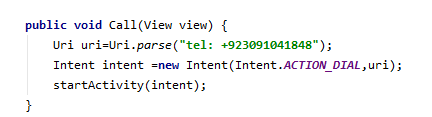 public void Call(View view) {
Uri uri=Uri.parse("tel: +923091041848");
Intent intent =new Intent(Intent.ACTION_DIAL,uri);
startActivity(intent);
}